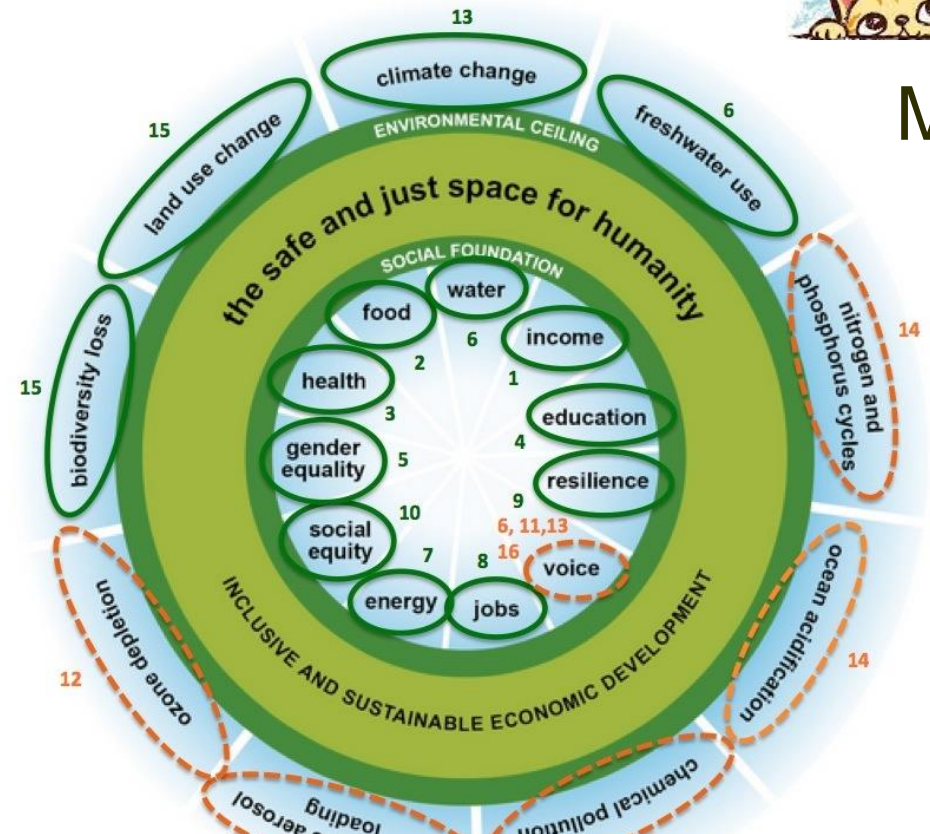 13
climate change
15
land use change
6
freshwater use
M
ENVIRONMENTAL CEILING
the safe and just space for humanity
SOCIAL FOUNDATION
water
6
food
2
income
1
health
3
education
4
gender
equality
5
resilience
9
6, 11,13
16
social
equity
10
voice
energy
7
jobs
8
15
biodiversity loss
nitrogen and
phosphorus cycles
14
INCLUSIVE AND SUSTAINABLE ECONOMIC DEVELOPMENT
12
ozone depletion
ocean acidification
14
aerosol
loading
chemical pollution